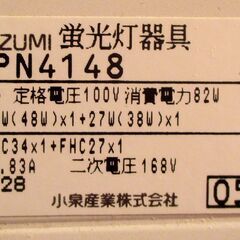 ZUMI 蛍光灯器具
PN4148
定格電圧100V 消費電力82W
W(48W)x1+27W(38W)x1
C34x1+FHC27x1
.83A 二次電圧168V
28
小泉産業株式会社
05